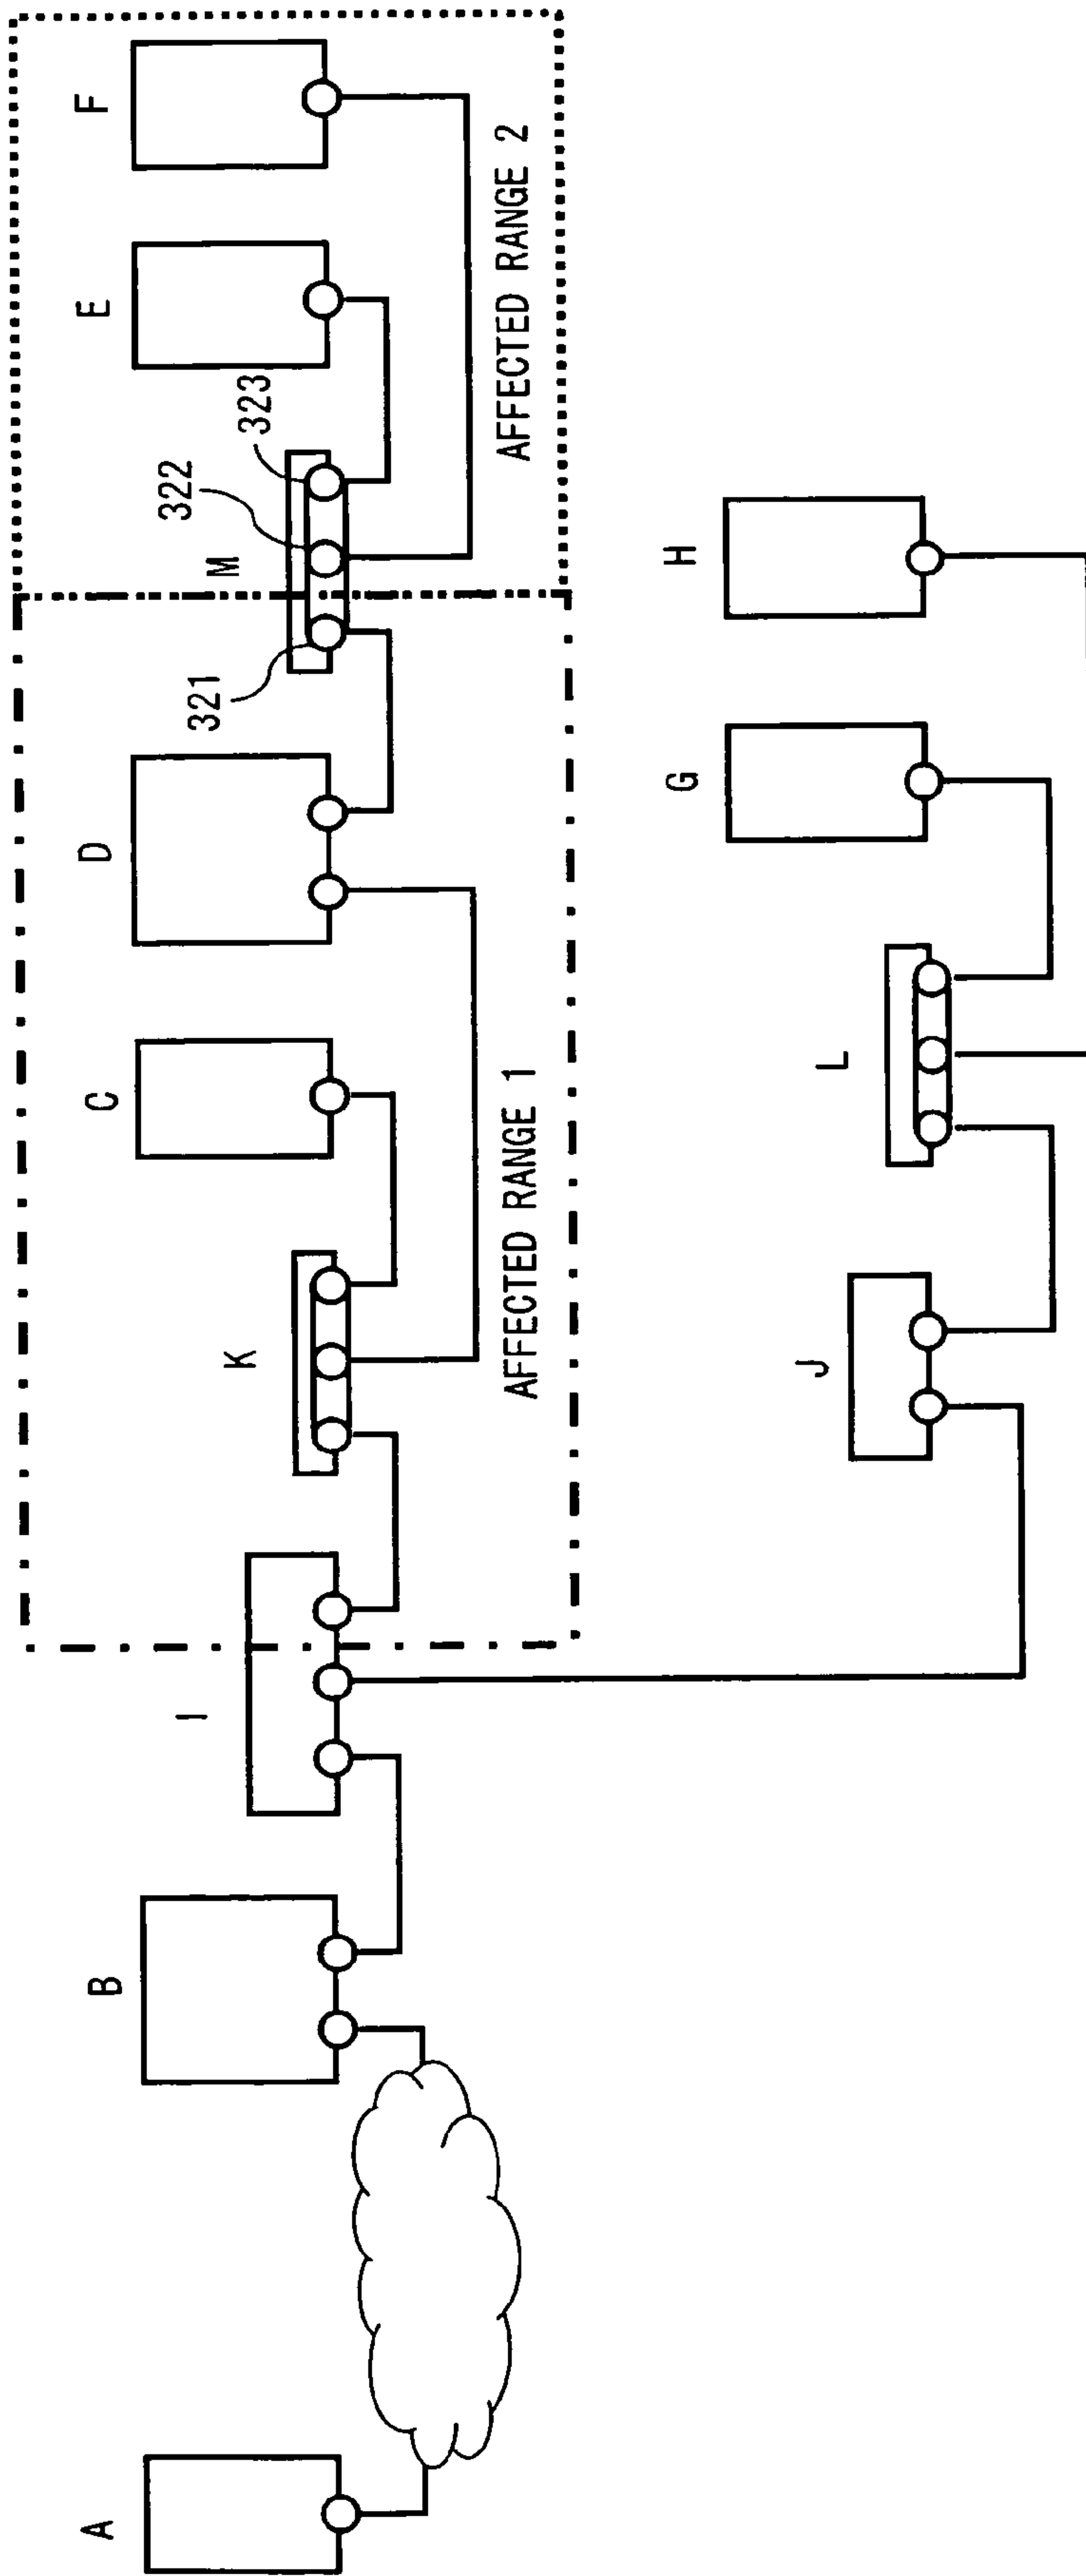 A
B
I
K
C
D
M
E
F
321
322
323
AFFECTED RANGE 1
AFFECTED RANGE 2
J
L
G
H